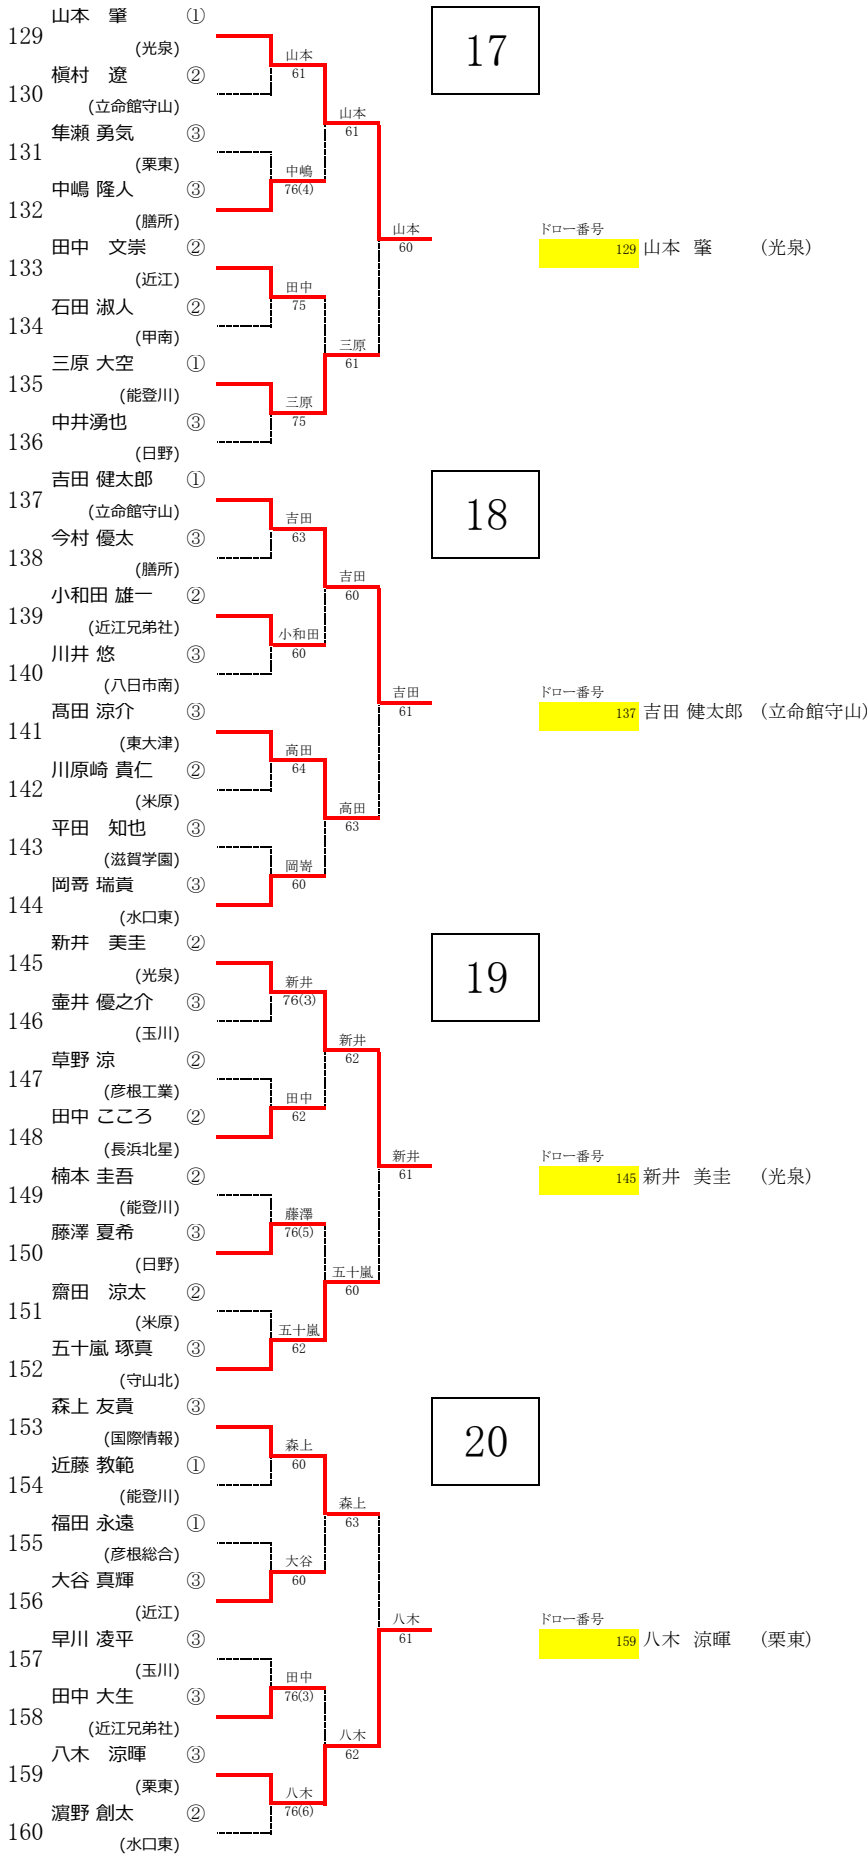 17
129 山本　肇 ①
(光泉)
山本
61
130 槇村　遼 ②
(立命館守山)
山本
61
131 隼瀬 勇気 ③
(栗東)
中嶋
76(4)
132 中嶋 隆人 ③
(膳所)
山本
60
ドロー番号
129 山本 肇 (光泉)
133 田中　文崇 ②
(近江)
田中
75
134 石田 淑人 ②
(甲南)
三原
61
135 三原 大空 ①
(能登川)
三原
75
136 中井湧也 ③
(日野)
18
137 吉田 健太郎 ①
(立命館守山)
吉田
63
138 今村 優太 ③
(膳所)
吉田
60
139 小和田 雄一 ②
(近江兄弟社)
小和田
60
140 川井 悠 ③
(八日市南)
吉田
61
ドロー番号
137 吉田 健太郎 (立命館守山)
141 髙田 涼介 ③
(東大津)
高田
64
142 川原崎 貴仁 ②
(米原)
高田
63
143 平田　知也 ③
(滋賀学園)
岡嵜
60
144 岡嵜 瑞貴 ③
(水口東)
19
145 新井　美圭 ②
(光泉)
新井
76(3)
146 壷井 優之介 ③
(玉川)
新井
62
147 草野 涼 ②
(彦根工業)
田中
62
148 田中 こころ ②
(長浜北星)
新井
61
ドロー番号
145 新井 美圭 (光泉)
149 楠本 圭吾 ②
(能登川)
藤澤
76(5)
150 藤澤 夏希 ③
(日野)
五十嵐
60
151 齋田　涼太 ②
(米原)
五十嵐
62
152 五十嵐 琢真 ③
(守山北)
20
153 森上 友貴 ③
(国際情報)
森上
60
154 近藤 教範 ①
(能登川)
森上
63
155 福田 永遠 ①
(彦根総合)
大谷
60
156 大谷 真輝 ③
(近江)
八木
61
ドロー番号
159 八木 涼暉 (栗東)
157 早川 凌平 ③
(玉川)
田中
76(3)
158 田中 大生 ③
(近江兄弟社)
八木
62
159 八木　涼暉 ③
(栗東)
八木
76(6)
160 濵野 創太 ②
(水口東)